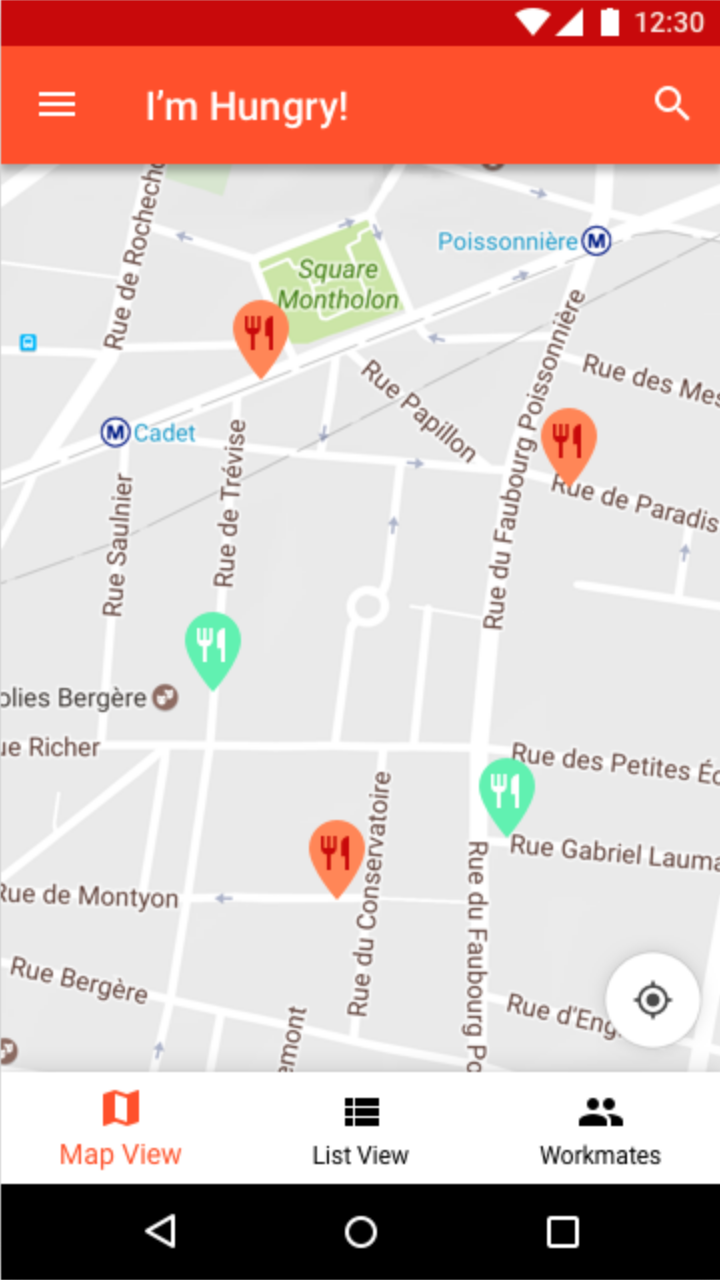 12:30
I'm Hungry!
Rue de Rochecho
Poissonnière M
Square
Montholon
Rue des Mes
Rue Papillon
Rue du Faubourg Poissonnière
M Cadet
Rue de Trévise
Rue Saulnier
Rue de Paradis
olies Bergère
ue Richer
Rue des Petites Éc
Rue Gabriel Lauma
Rue du Conservatoire
Rue de Montyon
Rue du Faubourg Po
Rue Bergère
Rue d'Eng
emont
Map View
List View
Workmates